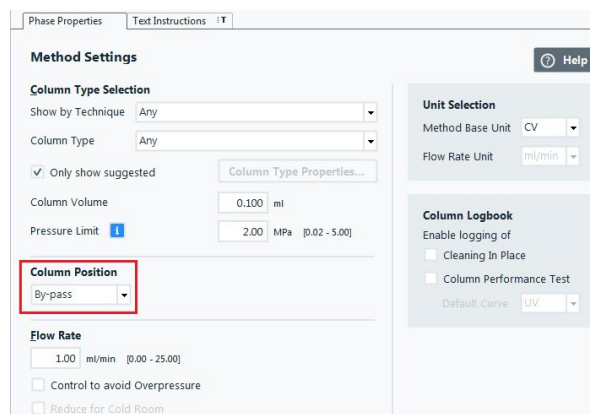 Phase Properties
Text Instructions
T
Method Settings
Help
Column Type Selection
Show by Technique Any
Column Type Any
Only show suggested
Column Type Properties...
Column Volume 0.100 ml
Pressure Limit i 2.00 MPa [0.02 - 5.00]
Column Position
By-pass
Flow Rate
1.00 ml/min [0.00 - 25.00]
Control to avoid Overpressure
Reduce for Cold Room
Unit Selection
Method Base Unit CV
Flow Rate Unit ml/min
Column Logbook
Enable logging of
Cleaning In Place
Column Performance Test
Default Curve UV